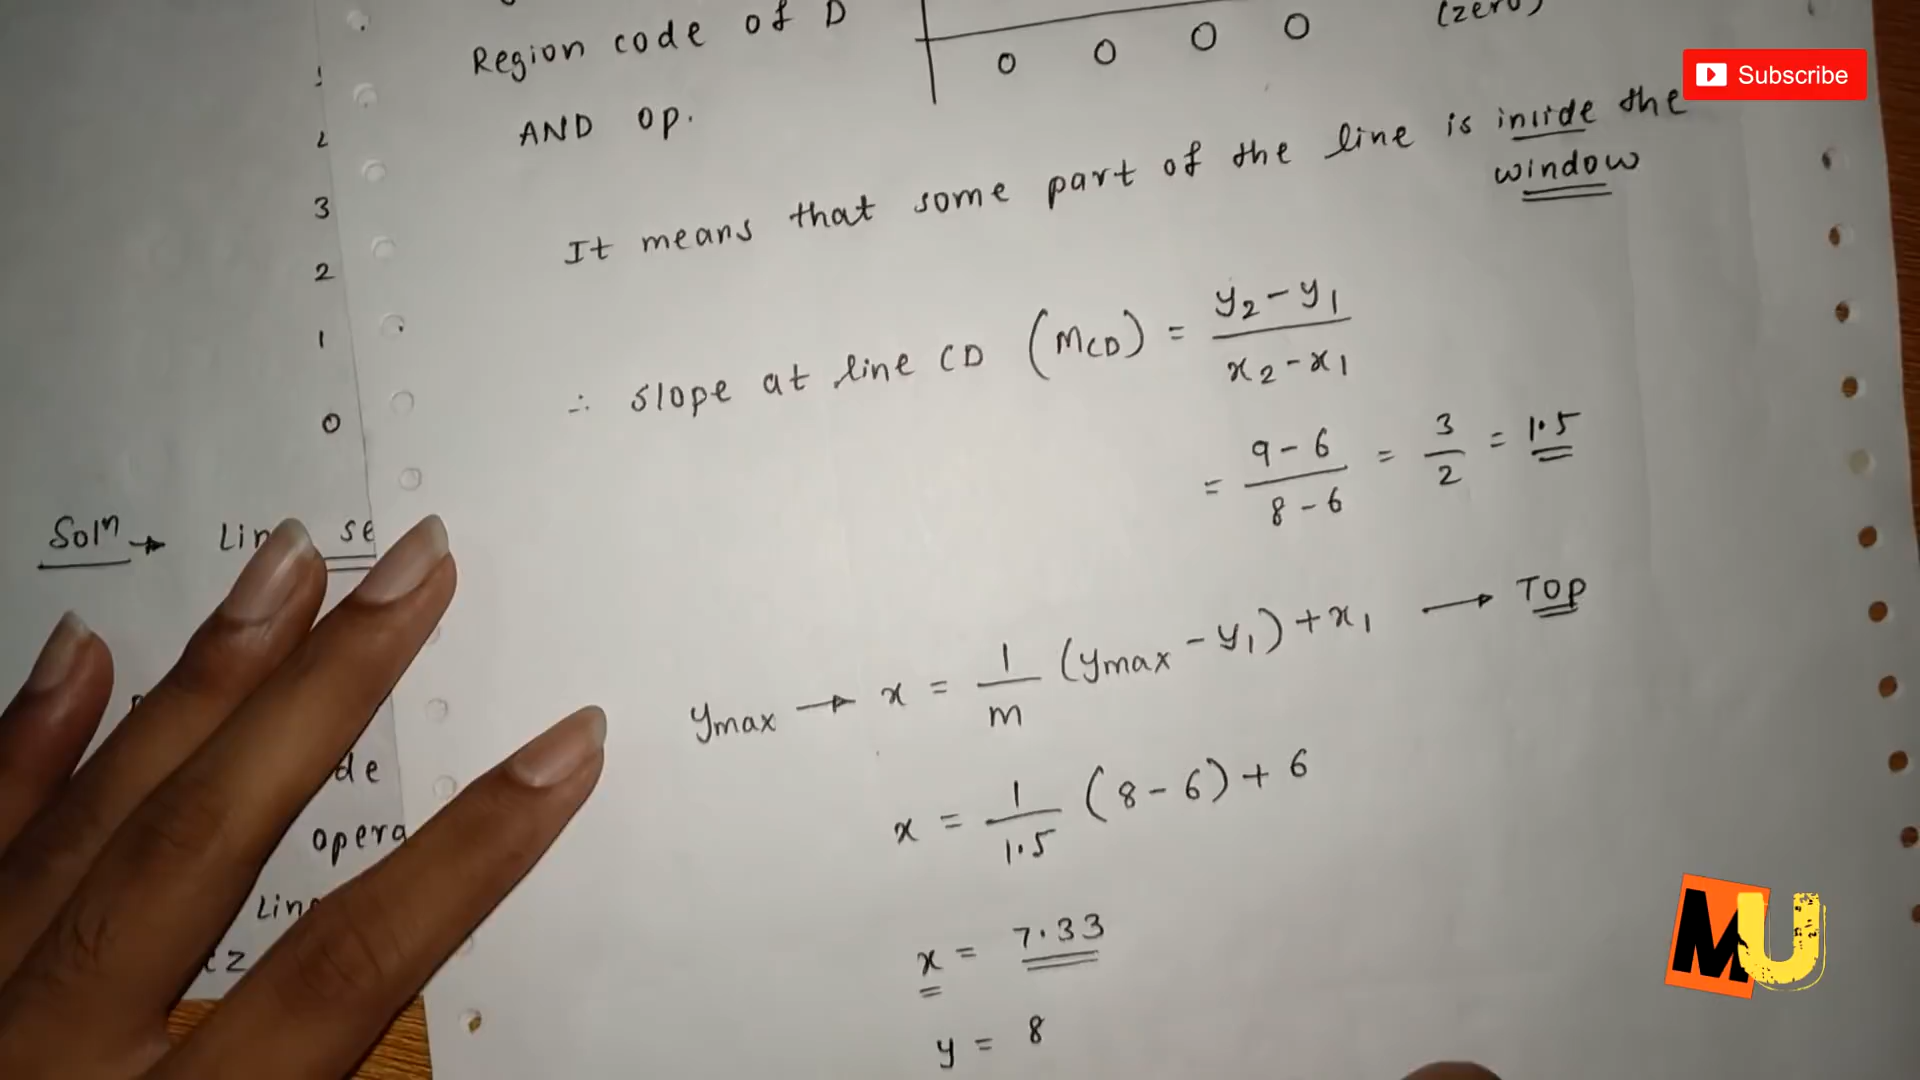 Region code of D
0 0 0 0 (zero)
Subscribe
AND op.
It means that some part of the line is inside the
window
∴ slope at line CD (MCD) = y2 - y1 / x2 - x1
= 9 - 6 / 8 - 6 = 3 / 2 = 1.5
ymax → x = 1 / m (ymax - y1) + x1 → TOP
x = 1 / 1.5 (8 - 6) + 6
x = 7.33
y = 8
3
2
1
0
Soln →
MU